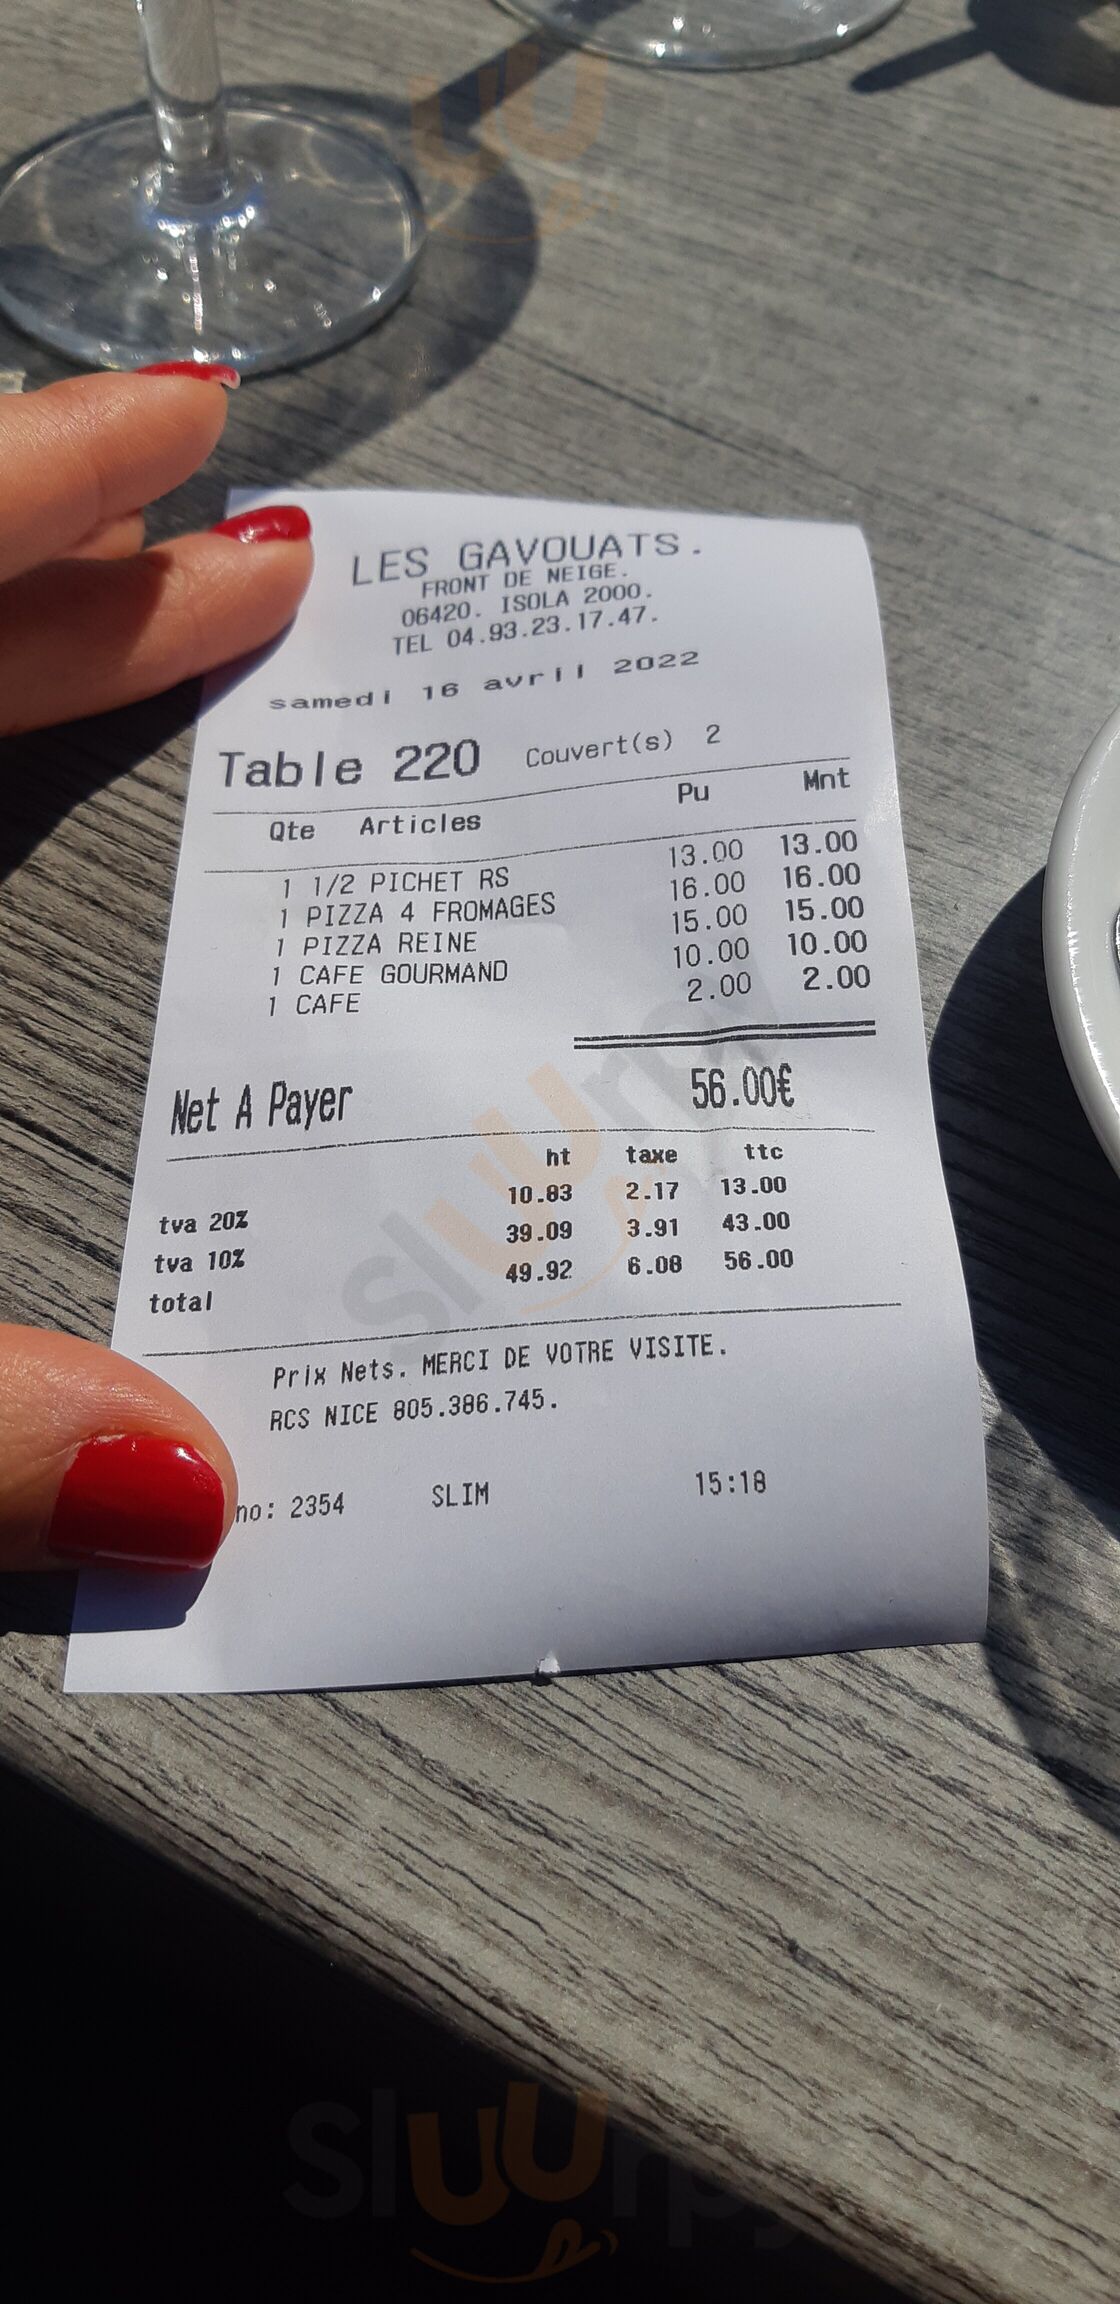 LES GAVOUATS.
FRONT DE NEIGE.
06420. ISOLA 2000.
TEL 04.93.23.17.47.
samedi 16 avril 2022
Table 220 Couvert(s) 2
Qte Articles Pu Mnt
1 1/2 PICHET RS 13.00 13.00
1 PIZZA 4 FROMAGES 16.00 16.00
1 PIZZA REINE 15.00 15.00
1 CAFE GOURMAND 10.00 10.00
1 CAFE 2.00 2.00
Net A Payer 56.00€
ht taxe ttc
tva 20% 10.83 2.17 13.00
tva 10% 39.09 3.91 43.00
total 49.92 6.08 56.00
Prix Nets. MERCI DE VOTRE VISITE.
RCS NICE 805.386.745.
no: 2354 SLIM 15:18
sluurpy
sluurpy